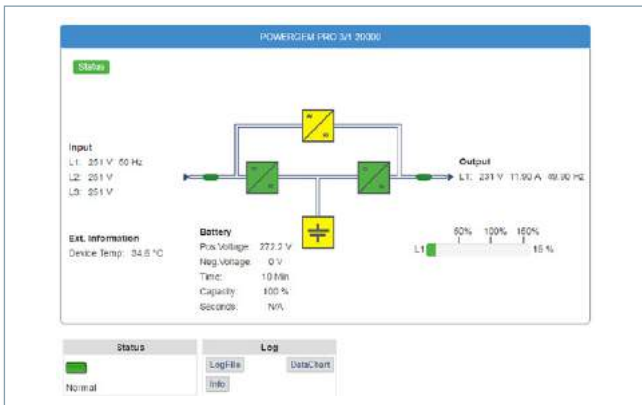 POWERGEM PRO 3/1 20000
Status
Input
L1: 251 V 50 Hz
L2: 251 V
L3: 251 V
Output
L1: 231 V 11.90 A 49.90 Hz
Ext. Information
Device Temp: 34.6 °C
Battery
Pos.Voltage: 272.2 V
Neg.Voltage: 0 V
Time: 10 Min
Capacity: 100 %
Seconds: N/A
50% 100% 150%
L1 15 %
Status
Log
Normal
LogFile
DataChart
Info